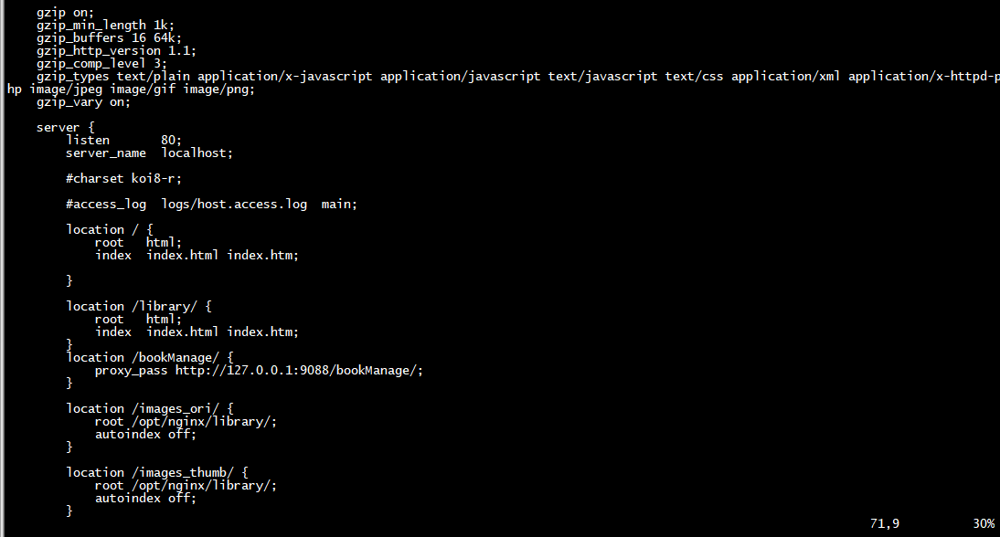 gzip on;
gzip_min_length 1k;
gzip_buffers 16 64k;
gzip_http_version 1.1;
gzip_comp_level 3;
gzip_types text/plain application/x-javascript application/javascript text/javascript text/css application/xml application/x-httpd-p
hp image/jpeg image/gif image/png;
gzip_vary on;
server {
listen       80;
server_name  localhost;
#charset koi8-r;
#access_log  logs/host.access.log  main;
location / {
root   html;
index  index.html index.htm;
}
location /library/ {
root   html;
index  index.html index.htm;
}
location /bookManage/ {
proxy_pass http://127.0.0.1:9088/bookManage/;
}
location /images_ori/ {
root /opt/nginx/library/;
autoindex off;
}
location /images_thumb/ {
root /opt/nginx/library/;
autoindex off;
}
71,9          30%